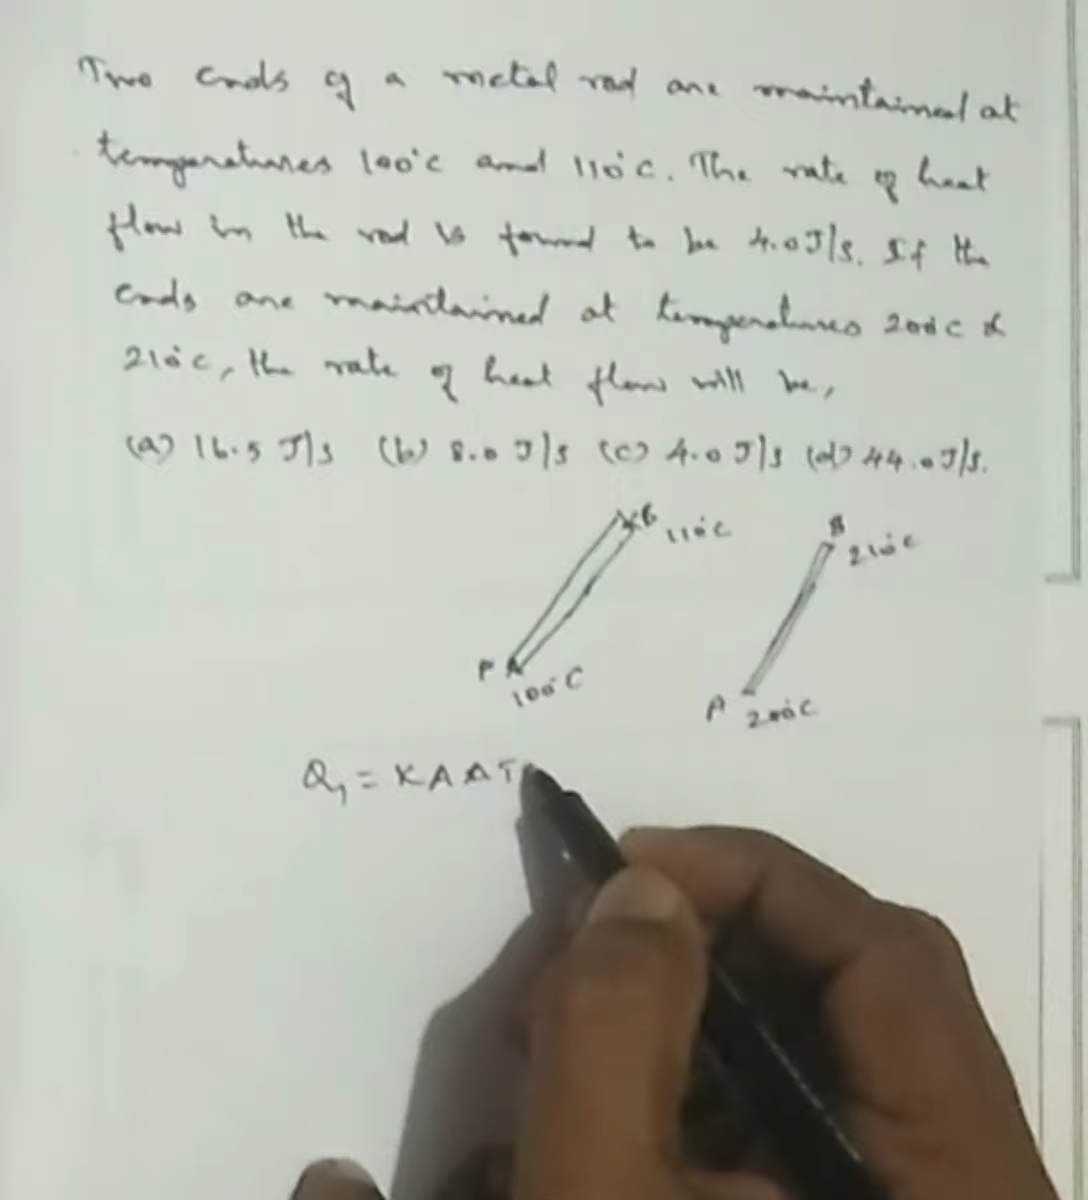 Two ends of a metal rod are maintained at
temperatures 100°c and 110°c. The rate of heat
flow in the rod is found to be 4.0J/s. If the
ends are maintained at temperatures 200°c &
210°c, the rate of heat flow will be,
(a) 16.5 J/s (b) 8.0 J/s (c) 4.0 J/s (d) 44.0J/s.
B 110°c
B 210°c
P A
100°C
A 200°C
Q₁ = KAΔT